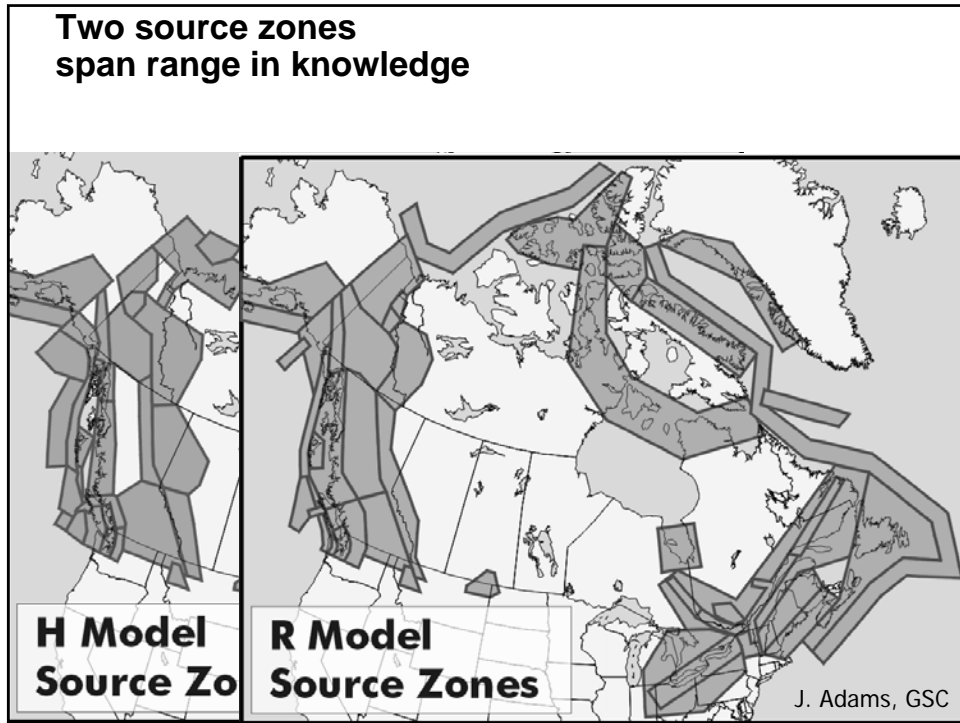 Two source zones
span range in knowledge
H Model
Source Zo
R Model
Source Zones
J. Adams, GSC